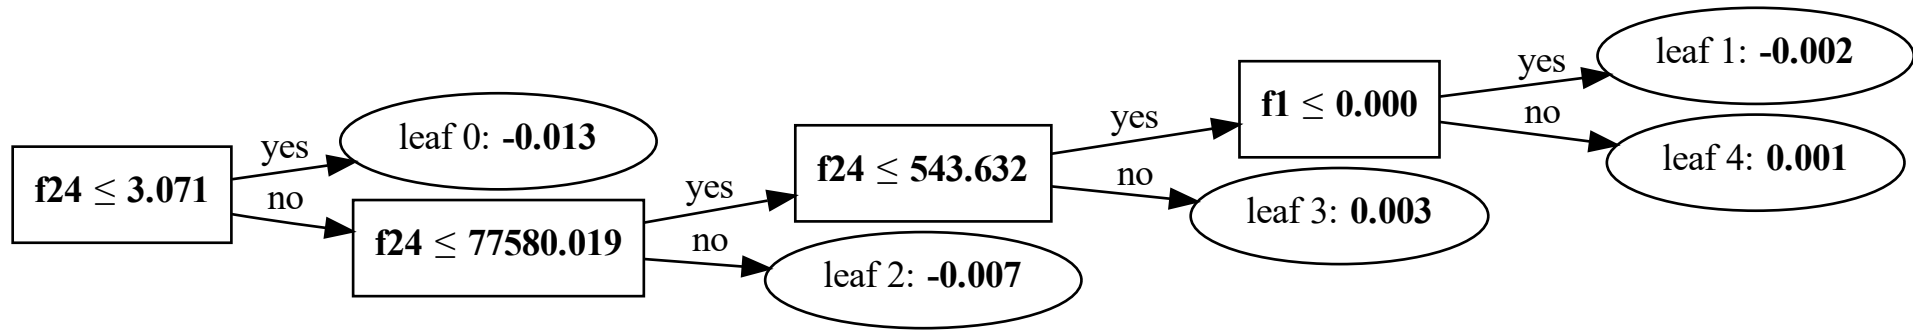 f24 ≤ 3.071
yes
no
leaf 0: -0.013
f24 ≤ 77580.019
yes
no
f24 ≤ 543.632
leaf 2: -0.007
yes
no
f1 ≤ 0.000
leaf 3: 0.003
yes
no
leaf 1: -0.002
leaf 4: 0.001